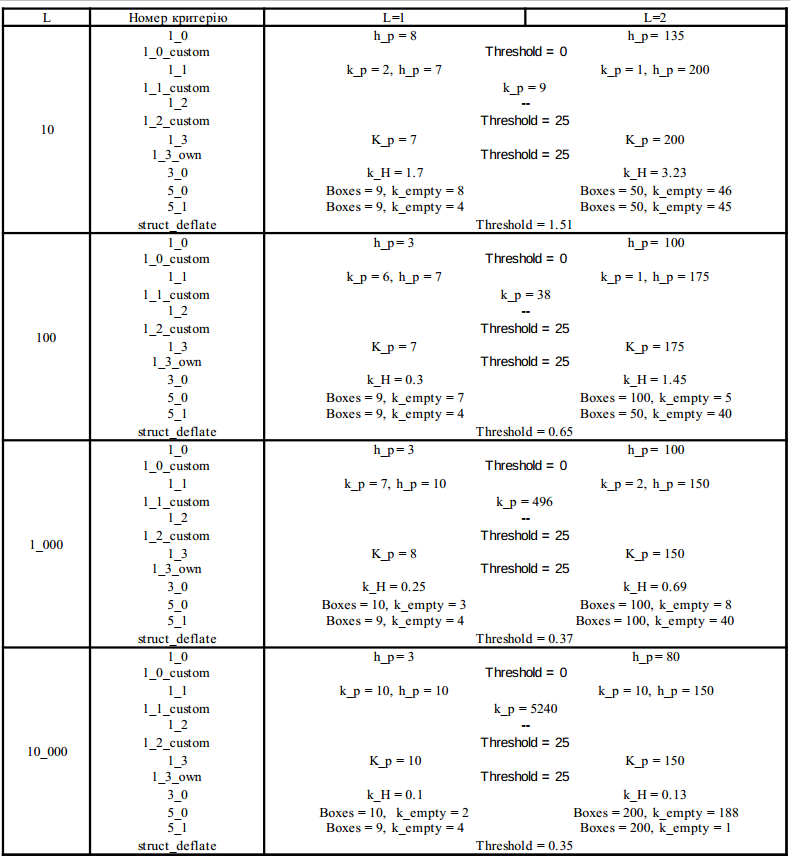 L Номер критерію L=1 L=2
1_0 h_p = 8 h_p = 135
1_0_custom Threshold = 0
1_1 k_p = 2, h_p = 7 k_p = 1, h_p = 200
1_1_custom k_p = 9
1_2 --
1_2_custom Threshold = 25
10
1_3 K_p = 7 K_p = 200
1_3_own Threshold = 25
3_0 k_H = 1.7 k_H = 3.23
5_0 Boxes = 9, k_empty = 8 Boxes = 50, k_empty = 46
5_1 Boxes = 9, k_empty = 4 Boxes = 50, k_empty = 45
struct_deflate Threshold = 1.51
1_0 h_p = 3 h_p = 100
1_0_custom Threshold = 0
1_1 k_p = 6, h_p = 7 k_p = 1, h_p = 175
1_1_custom k_p = 38
1_2 --
1_2_custom Threshold = 25
100
1_3 K_p = 7 K_p = 175
1_3_own Threshold = 25
3_0 k_H = 0.3 k_H = 1.45
5_0 Boxes = 9, k_empty = 7 Boxes = 100, k_empty = 5
5_1 Boxes = 9, k_empty = 4 Boxes = 50, k_empty = 40
struct_deflate Threshold = 0.65
1_0 h_p = 3 h_p = 100
1_0_custom Threshold = 0
1_1 k_p = 7, h_p = 10 k_p = 2, h_p = 150
1_1_custom k_p = 496
1_2 --
1_2_custom Threshold = 25
1_000
1_3 K_p = 8 K_p = 150
1_3_own Threshold = 25
3_0 k_H = 0.25 k_H = 0.69
5_0 Boxes = 10, k_empty = 3 Boxes = 100, k_empty = 8
5_1 Boxes = 9, k_empty = 4 Boxes = 100, k_empty = 40
struct_deflate Threshold = 0.37
1_0 h_p = 3 h_p = 80
1_0_custom Threshold = 0
1_1 k_p = 10, h_p = 10 k_p = 10, h_p = 150
1_1_custom k_p = 5240
1_2 --
1_2_custom Threshold = 25
10_000
1_3 K_p = 10 K_p = 150
1_3_own Threshold = 25
3_0 k_H = 0.1 k_H = 0.13
5_0 Boxes = 10, k_empty = 2 Boxes = 200, k_empty = 188
5_1 Boxes = 9, k_empty = 4 Boxes = 200, k_empty = 1
struct_deflate Threshold = 0.35